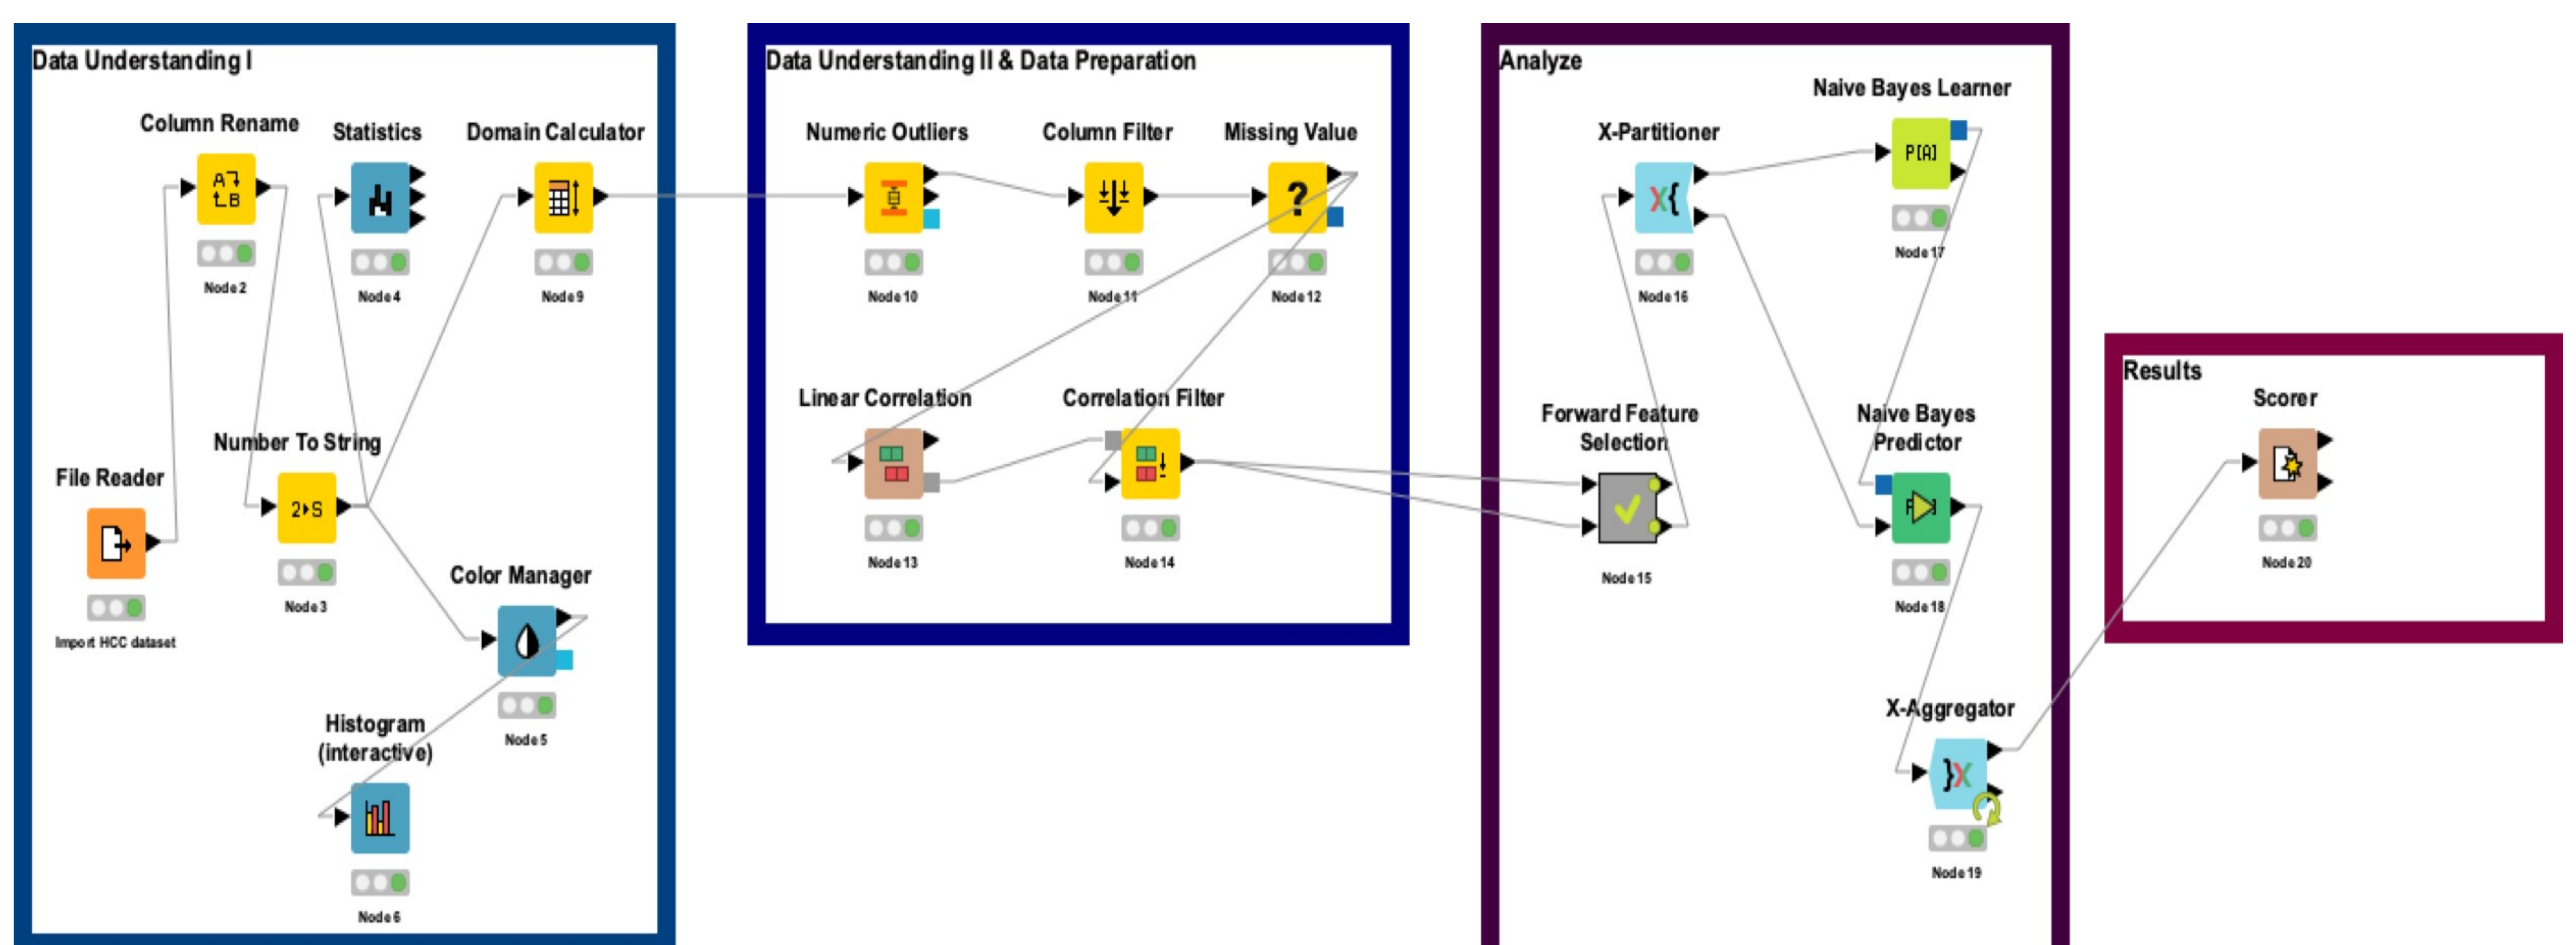 Data Understanding I
Column Rename
A
B
Node 2
Statistics
Node 4
Domain Calculator
Node 9
Number To String
2▸S
Node 3
File Reader
Import HCC dataset
Color Manager
Node 5
Histogram
(interactive)
Node 6
Data Understanding II & Data Preparation
Numeric Outliers
Node 10
Column Filter
Node 11
Missing Value
?
Node 12
Linear Correlation
Node 13
Correlation Filter
Node 14
Analyze
X-Partitioner
X{
Node 16
Naive Bayes Learner
P[A]
Node 17
Forward Feature
Selection
Node 15
Naive Bayes
Predictor
Node 18
X-Aggregator
}X
Node 19
Results
Scorer
Node 20